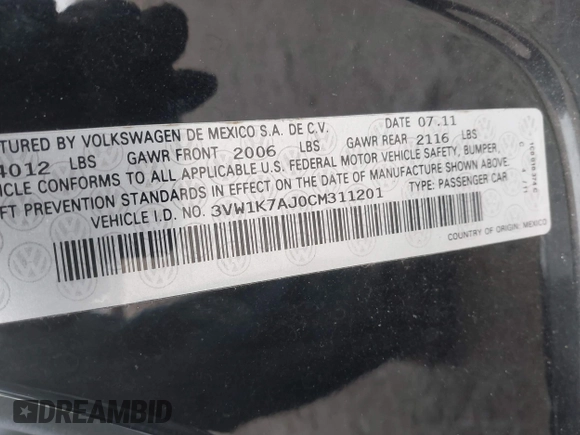 TURED BY VOLKSWAGEN DE MEXICO S.A. DE C.V. DATE 07.11
4012 LBS GAWR FRONT 2006 LBS GAWR REAR 2116 LBS
ICLE CONFORMS TO ALL APPLICABLE U.S. FEDERAL MOTOR VEHICLE SAFETY, BUMPER,
FT PREVENTION STANDARDS IN EFFECT ON THE DATE OF MANUFACTURE SHOWN ABOVE.
VEHICLE I.D. NO. 3VW1K7AJ0CM311201 TYPE: PASSENGER CAR
COUNTRY OF ORIGIN: MEXICO
DREAMBID